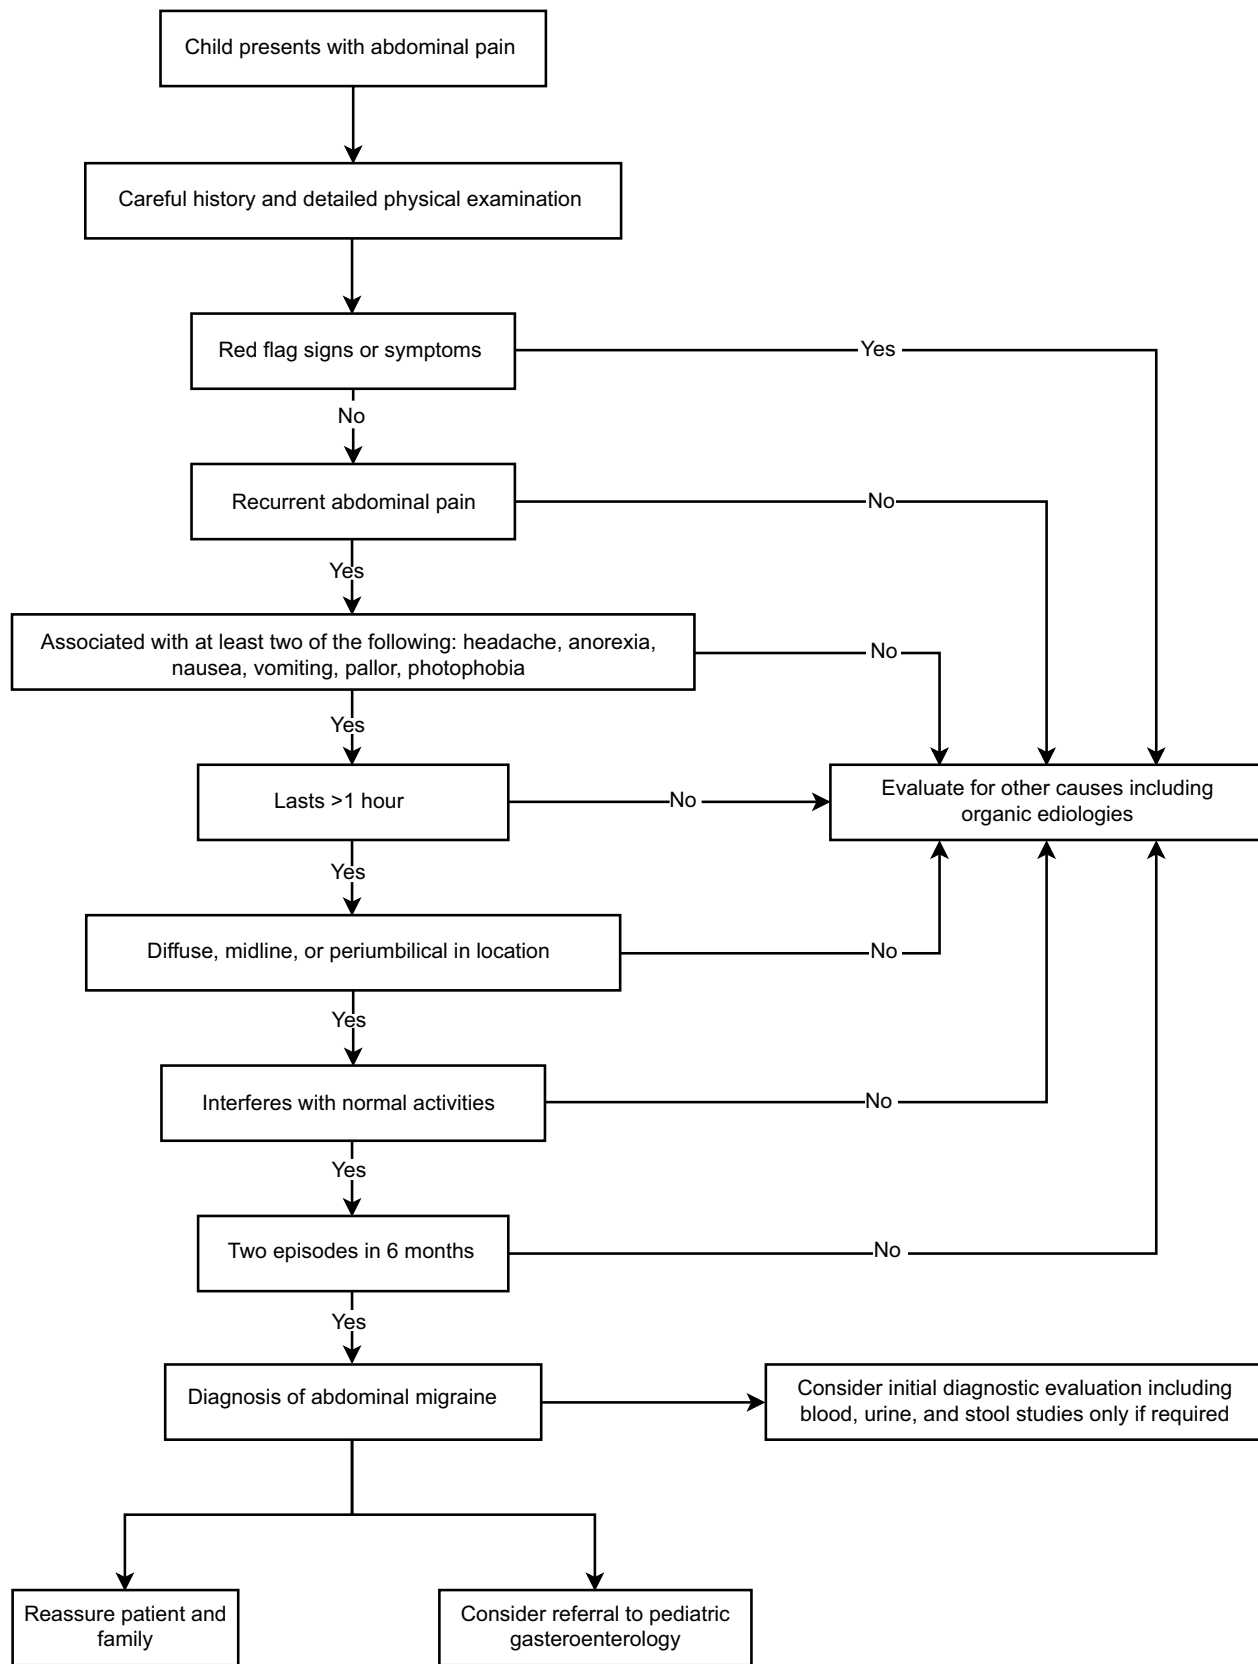 Child presents with abdominal pain
Careful history and detailed physical examination
Red flag signs or symptoms
Yes
No
Recurrent abdominal pain
No
Yes
Associated with at least two of the following: headache, anorexia,
nausea, vomiting, pallor, photophobia
No
Yes
Lasts >1 hour
No
Evaluate for other causes including
organic ediologies
Yes
Diffuse, midline, or periumbilical in location
No
Yes
Interferes with normal activities
No
Yes
Two episodes in 6 months
No
Yes
Diagnosis of abdominal migraine
Consider initial diagnostic evaluation including
blood, urine, and stool studies only if required
Reassure patient and
family
Consider referral to pediatric
gasteroenterology